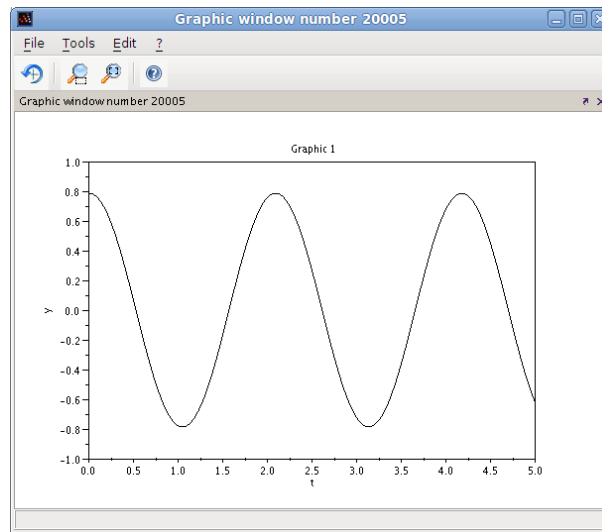 Graphic window number 20005
File Tools Edit ?
Graphic window number 20005
Graphic 1
1.0
0.8
0.6
0.4
0.2
0.0
-0.2
-0.4
-0.6
-0.8
-1.0
y
0.0 0.5 1.0 1.5 2.0 2.5 3.0 3.5 4.0 4.5 5.0
t